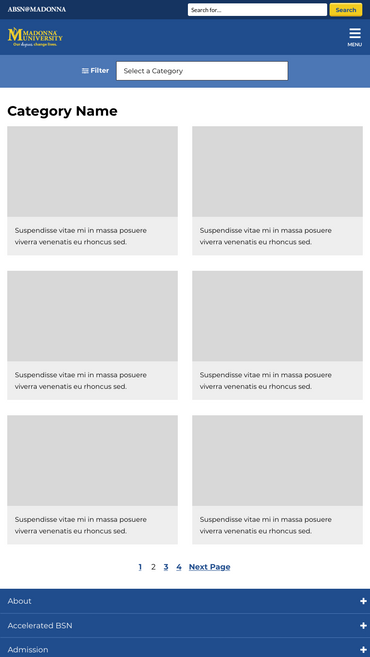 ABSN@MADONNA
Search for...
Search
MADONNA
UNIVERSITY
MENU
Filter
Select a Category
Category Name
Suspendisse vitae mi in massa posuere
viverra venenatis eu rhoncus sed.
Suspendisse vitae mi in massa posuere
viverra venenatis eu rhoncus sed.
Suspendisse vitae mi in massa posuere
viverra venenatis eu rhoncus sed.
Suspendisse vitae mi in massa posuere
viverra venenatis eu rhoncus sed.
Suspendisse vitae mi in massa posuere
viverra venenatis eu rhoncus sed.
Suspendisse vitae mi in massa posuere
viverra venenatis eu rhoncus sed.
1 2 3 4 Next Page
About
Accelerated BSN
Admission